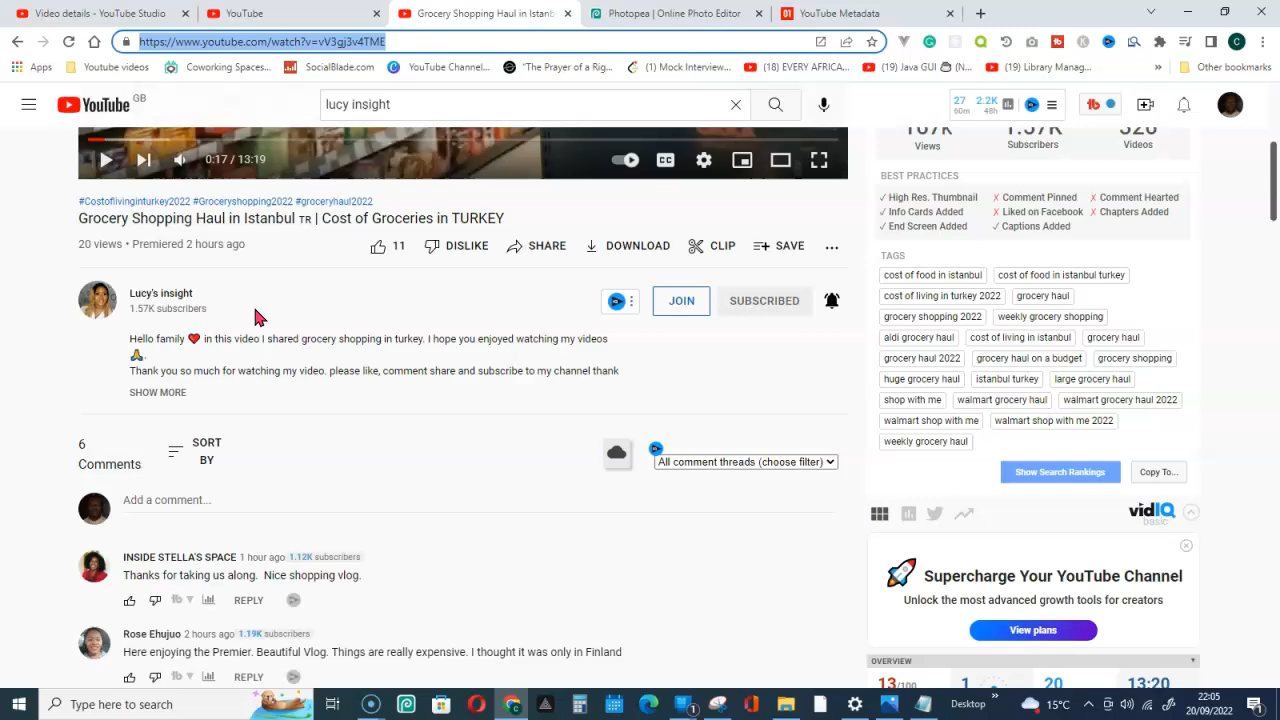 Video details - YouTube Studio
YouTube
Grocery Shopping Haul in Istanb
Photopea | Online Photo Editor
YouTube Metadata
https://www.youtube.com/watch?v=vV3gj3v4TME
Apps
Youtube videos
Coworking Spaces...
SocialBlade.com
YouTube Channel...
"The Prayer of a Rig...
(1) Mock Interview...
(18) EVERY AFRICA...
(19) Java GUI
(N...
(19) Library Manag...
»
Other bookmarks
YouTube GB
lucy insight
27 2.2K
60m 48h
167K 1.57K 326
Views Subscribers Videos
0:17 / 13:19
CC
#Costoflivinginturkey2022 #Groceryshopping2022 #groceryhaul2022
Grocery Shopping Haul in Istanbul TR | Cost of Groceries in TURKEY
20 views • Premiered 2 hours ago
11 DISLIKE SHARE DOWNLOAD CLIP SAVE ...
Lucy's insight
1.57K subscribers
JOIN SUBSCRIBED
Hello family ❤️ in this video I shared grocery shopping in turkey. I hope you enjoyed watching my videos
🙏.
Thank you so much for watching my video. please like, comment share and subscribe to my channel thank
SHOW MORE
6
Comments
SORT
BY
All comment threads (choose filter)
Add a comment...
INSIDE STELLA'S SPACE 1 hour ago 1.12K subscribers
Thanks for taking us along. Nice shopping vlog.
REPLY
Rose Ehujuo 2 hours ago 1.19K subscribers
Here enjoying the Premier. Beautiful Vlog. Things are really expensive. I thought it was only in Finland
REPLY
BEST PRACTICES
✓ High Res. Thumbnail ✗ Comment Pinned ✗ Comment Hearted
✓ Info Cards Added ✗ Liked on Facebook ✗ Chapters Added
✓ End Screen Added ✓ Captions Added
TAGS
cost of food in istanbul cost of food in istanbul turkey
cost of living in turkey 2022 grocery haul
grocery shopping 2022 weekly grocery shopping
aldi grocery haul cost of living in istanbul grocery haul
grocery haul 2022 grocery haul on a budget grocery shopping
huge grocery haul istanbul turkey large grocery haul
shop with me walmart grocery haul walmart grocery haul 2022
walmart shop with me walmart shop with me 2022
weekly grocery haul
Show Search Rankings Copy To...
vidIQ
basic
Supercharge Your YouTube Channel
Unlock the most advanced growth tools for creators
View plans
OVERVIEW
13/100 1 20 13:20
Type here to search
Desktop
»
15°C
22:05
20/09/2022